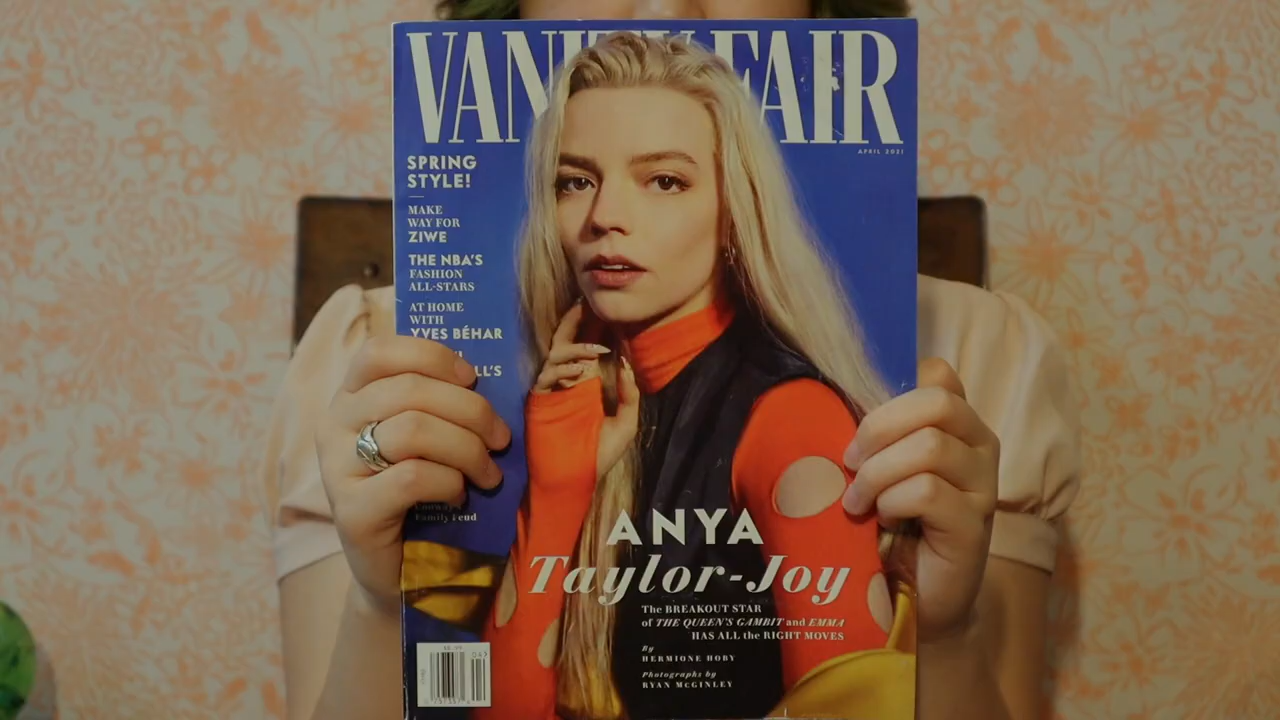 VANITY FAIR
APRIL 2021
SPRING
STYLE!
MAKE
WAY FOR
ZIWE
THE NBA'S
FASHION
ALL-STARS
AT HOME
WITH
YVES BÉHAR
LL'S
Family Feud
ANYA
Taylor-Joy
The BREAKOUT STAR
of THE QUEEN'S GAMBIT and EMMA
HAS ALL the RIGHT MOVES
By
HERMIONE HOBY
Photographs by
RYAN McGINLEY